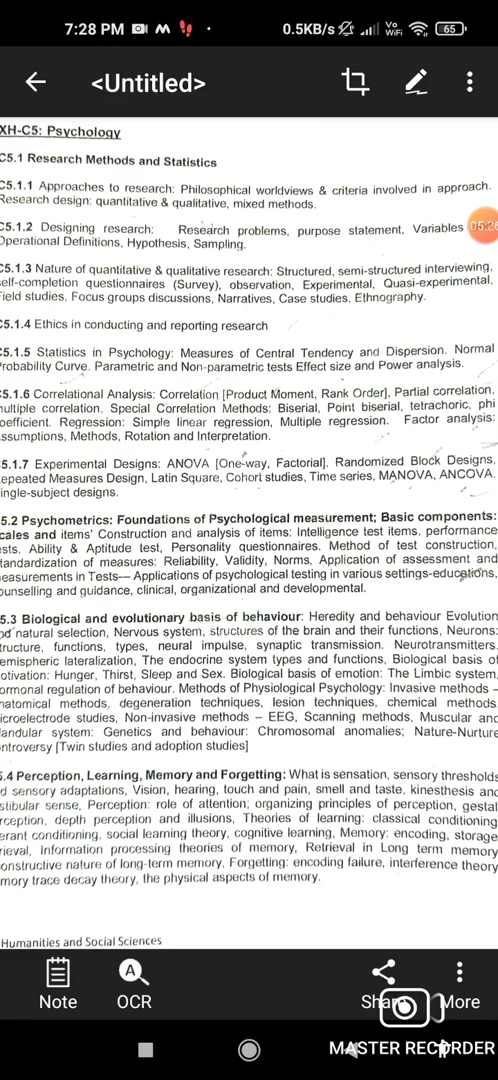 7:28 PM
0.5KB/s
Vo
WiFi
65
<Untitled>
XH-C5: Psychology
C5.1 Research Methods and Statistics
C5.1.1 Approaches to research: Philosophical worldviews & criteria involved in approach.
Research design: quantitative & qualitative, mixed methods.
05:26
C5.1.2 Designing research: Research problems, purpose statement, Variables
Operational Definitions, Hypothesis, Sampling.
C5.1.3 Nature of quantitative & qualitative research: Structured, semi-structured interviewing,
self-completion questionnaires (Survey), observation, Experimental, Quasi-experimental,
Field studies, Focus groups discussions, Narratives, Case studies, Ethnography.
C5.1.4 Ethics in conducting and reporting research
C5.1.5 Statistics in Psychology: Measures of Central Tendency and Dispersion. Normal
Probability Curve. Parametric and Non-parametric tests Effect size and Power analysis.
C5.1.6 Correlational Analysis: Correlation [Product Moment, Rank Order], Partial correlation,
multiple correlation. Special Correlation Methods: Biserial, Point biserial, tetrachoric, phi
coefficient. Regression: Simple linear regression, Multiple regression. Factor analysis:
ssumptions, Methods, Rotation and Interpretation.
C5.1.7 Experimental Designs: ANOVA [One-way, Factorial], Randomized Block Designs,
epeated Measures Design, Latin Square, Cohort studies, Time series, MANOVA, ANCOVA.
ingle-subject designs.
5.2 Psychometrics: Foundations of Psychological measurement; Basic components:
cales and items' Construction and analysis of items: Intelligence test items, performance
sts, Ability & Aptitude test, Personality questionnaires. Method of test construction,
tandardization of measures: Reliability, Validity, Norms, Application of assessment and
easurements in Tests— Applications of psychological testing in various settings-educations,
ounselling and guidance, clinical, organizational and developmental.
5.3 Biological and evolutionary basis of behaviour: Heredity and behaviour Evolution
nd natural selection, Nervous system, structures of the brain and their functions, Neurons:
tructure, functions, types, neural impulse, synaptic transmission. Neurotransmitters.
emispheric lateralization, The endocrine system types and functions, Biological basis of
otivation: Hunger, Thirst, Sleep and Sex. Biological basis of emotion: The Limbic system,
ormonal regulation of behaviour. Methods of Physiological Psychology: Invasive methods –
natomical methods, degeneration techniques, lesion techniques, chemical methods,
icroelectrode studies, Non-invasive methods – EEG, Scanning methods, Muscular and
landular system: Genetics and behaviour: Chromosomal anomalies; Nature-Nurture
ntroversy [Twin studies and adoption studies]
5.4 Perception, Learning, Memory and Forgetting: What is sensation, sensory thresholds
d sensory adaptations, Vision, hearing, touch and pain, smell and taste, kinesthesis and
stibular sense, Perception: role of attention; organizing principles of perception, gestal
rception, depth perception and illusions, Theories of learning: classical conditioning
erant conditioning, social learning theory, cognitive learning, Memory: encoding, storage
rieval, Information processing theories of memory, Retrieval in Long term memory
onstructive nature of long-term memory, Forgetting: encoding failure, interference theory
mory trace decay theory, the physical aspects of memory.
Humanities and Social Sciences
A
Note
OCR
Share
More
MASTER RECORDER